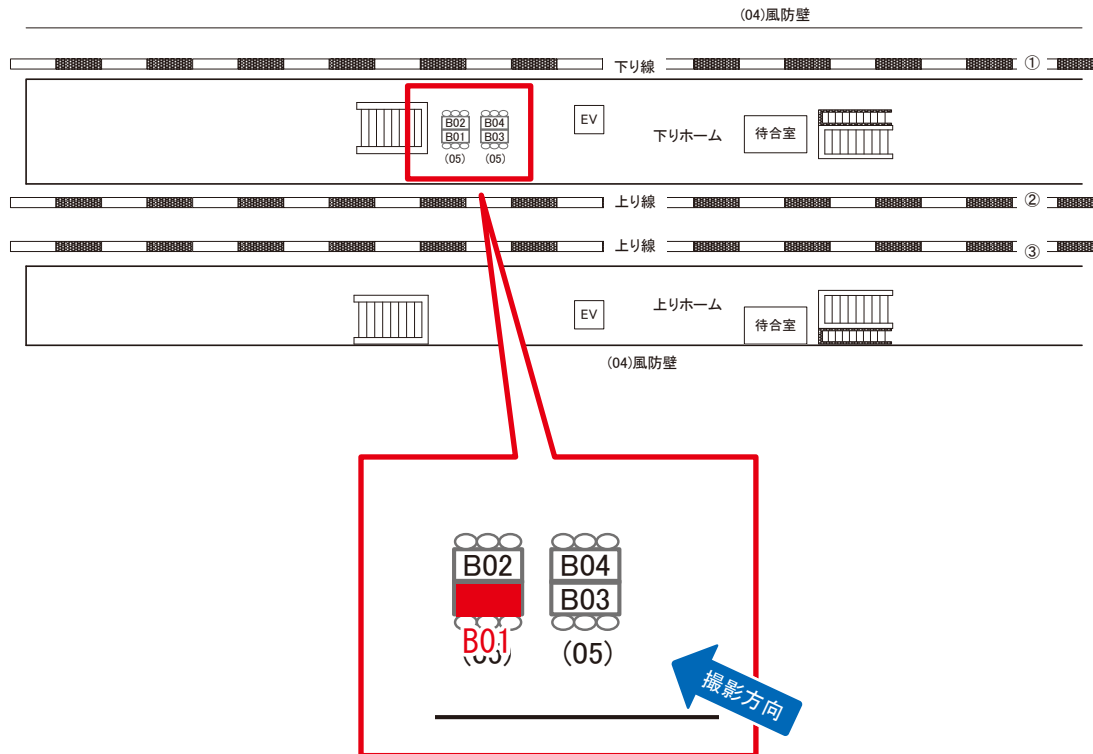 (04)風防壁
下り線
①
B02 B04
B01 B03
(05) (05)
EV
下りホーム
待合室
上り線
②
上り線
③
上りホーム
EV
待合室
(04)風防壁
B02 B04
B03
B01
(05) (05)
撮影方向